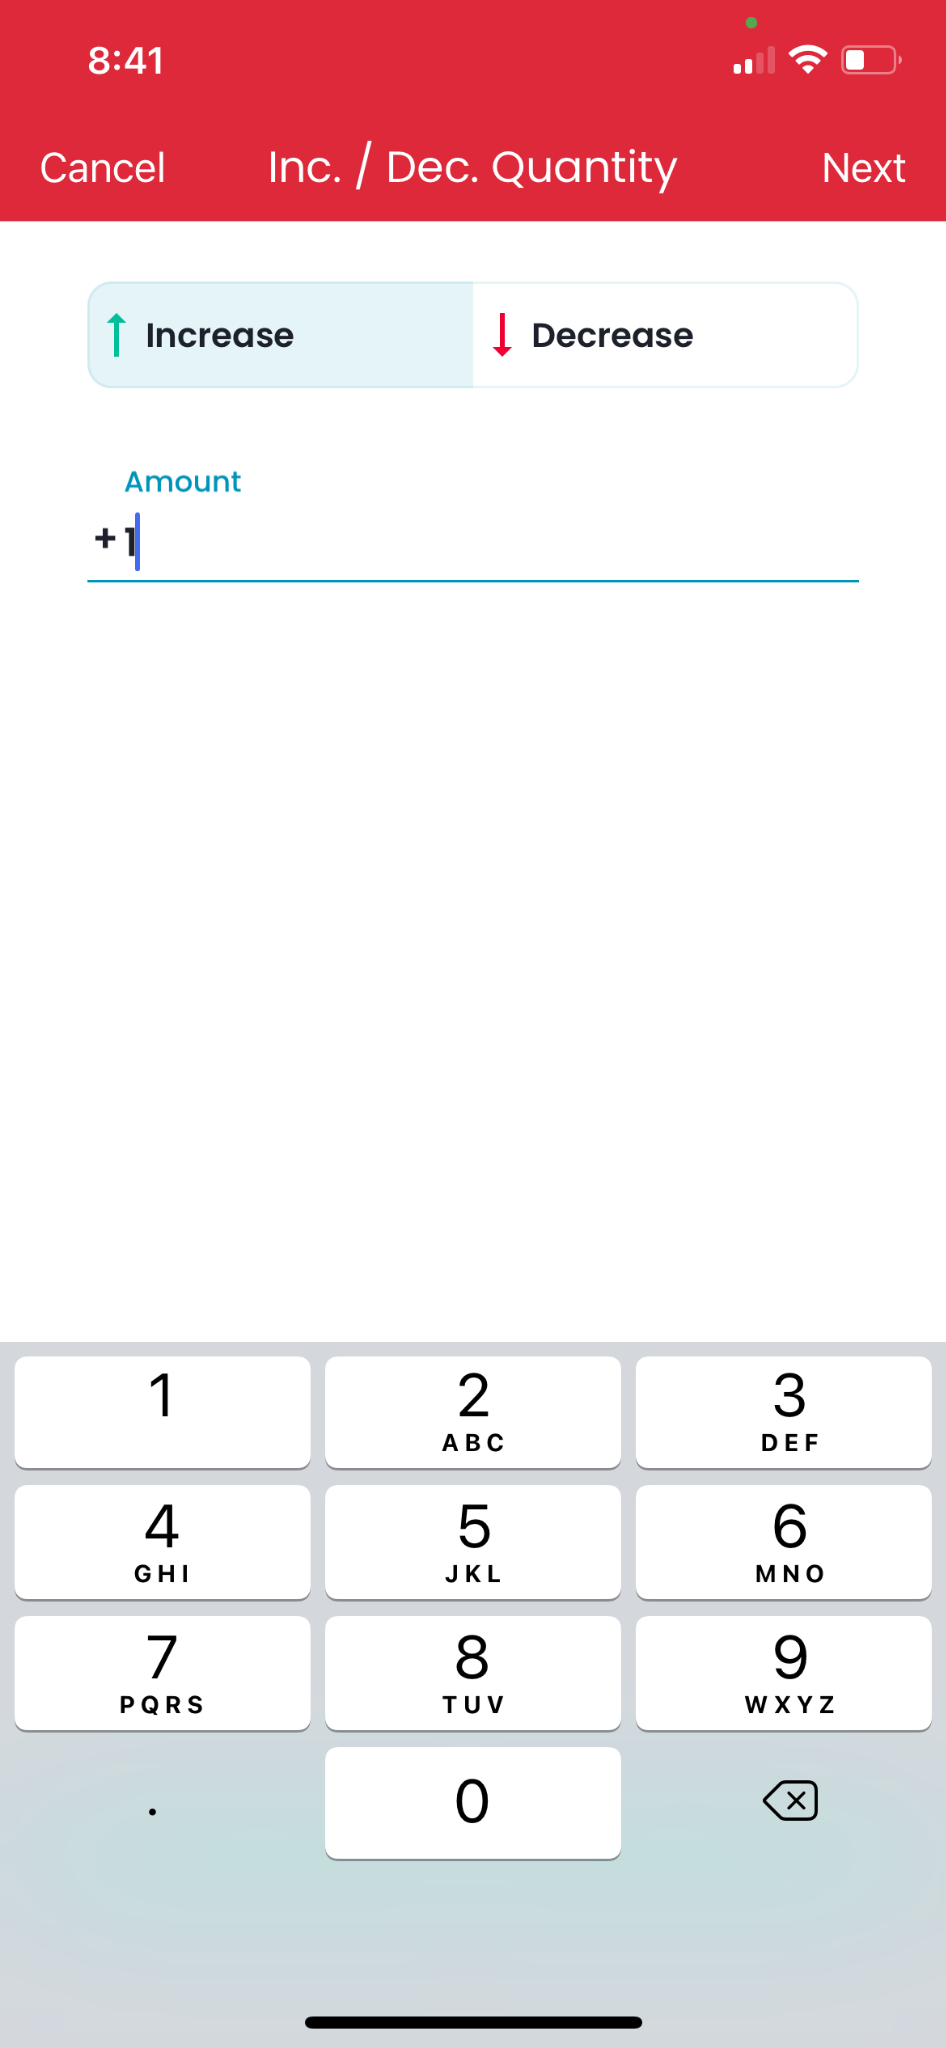 8:41
Cancel Inc. / Dec. Quantity Next
Increase Decrease
Amount
+ 1
1 2 3
ABC DEF
4 5 6
GHI JKL MNO
7 8 9
PQRS TUV WXYZ
. 0